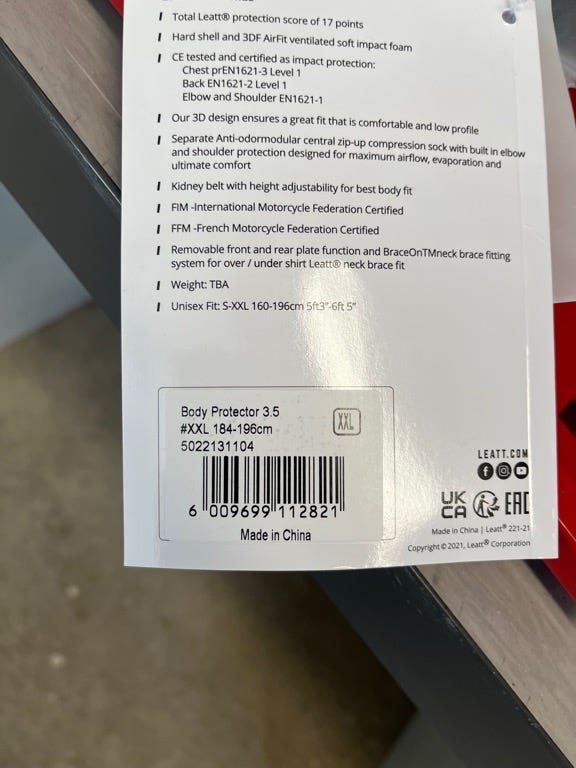 Total Leatt® protection score of 17 points
Hard shell and 3DF AirFit ventilated soft impact foam
CE tested and certified as impact protection:
Chest prEN1621-3 Level 1
Back EN1621-2 Level 1
Elbow and Shoulder EN1621-1
Our 3D design ensures a great fit that is comfortable and low profile
Separate Anti-odormodular central zip-up compression sock with built in elbow
and shoulder protection designed for maximum airflow, evaporation and
ultimate comfort
Kidney belt with height adjustability for best body fit
FIM -International Motorcycle Federation Certified
FFM -French Motorcycle Federation Certified
Removable front and rear plate function and BraceOnTMneck brace fitting
system for over / under shirt Leatt® neck brace fit
Weight: TBA
Unisex Fit: S-XXL 160-196cm 5ft3"-6ft 5"
Body Protector 3.5
#XXL 184-196cm
XXL
5022131104
6 009699 112821
Made in China
LEATT.COM
UK
CA
EAC
Made in China | Leatt® 221-21
Copyright © 2021, Leatt® Corporation